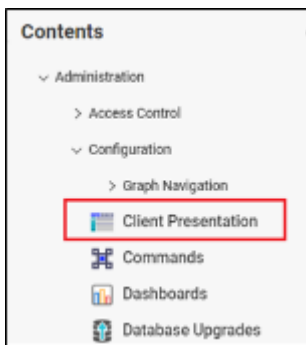 Contents
Administration
Access Control
Configuration
Graph Navigation
Client Presentation
Commands
Dashboards
Database Upgrades